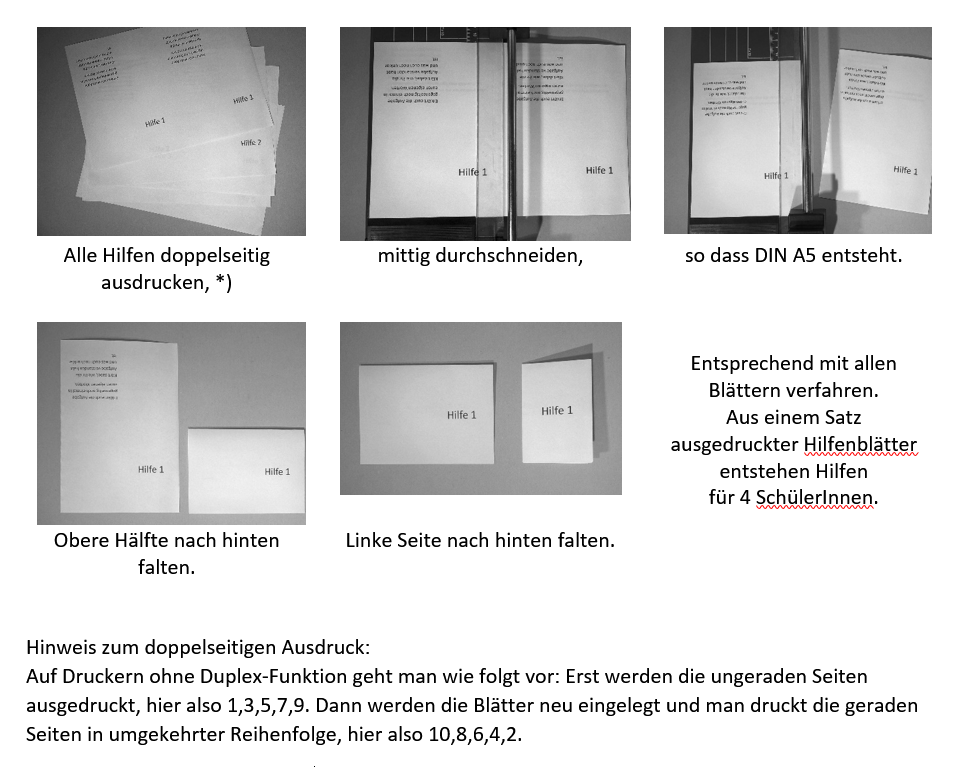 Hilfe 1
Hilfe 1
Hilfe 2
Hilfe 1
Hilfe 1
Hilfe 1
Hilfe 1
Alle Hilfen doppelseitig
ausdrucken, *)
mittig durchschneiden,
so dass DIN A5 entsteht.
Hilfe 1
Hilfe 1
Hilfe 1
Hilfe 1
Entsprechend mit allen
Blättern verfahren.
Aus einem Satz
ausgedruckter Hilfenblätter
entstehen Hilfen
für 4 SchülerInnen.
Obere Hälfte nach hinten
falten.
Linke Seite nach hinten falten.
Hinweis zum doppelseitigen Ausdruck:
Auf Druckern ohne Duplex-Funktion geht man wie folgt vor: Erst werden die ungeraden Seiten
ausgedruckt, hier also 1,3,5,7,9. Dann werden die Blätter neu eingelegt und man druckt die geraden
Seiten in umgekehrter Reihenfolge, hier also 10,8,6,4,2.